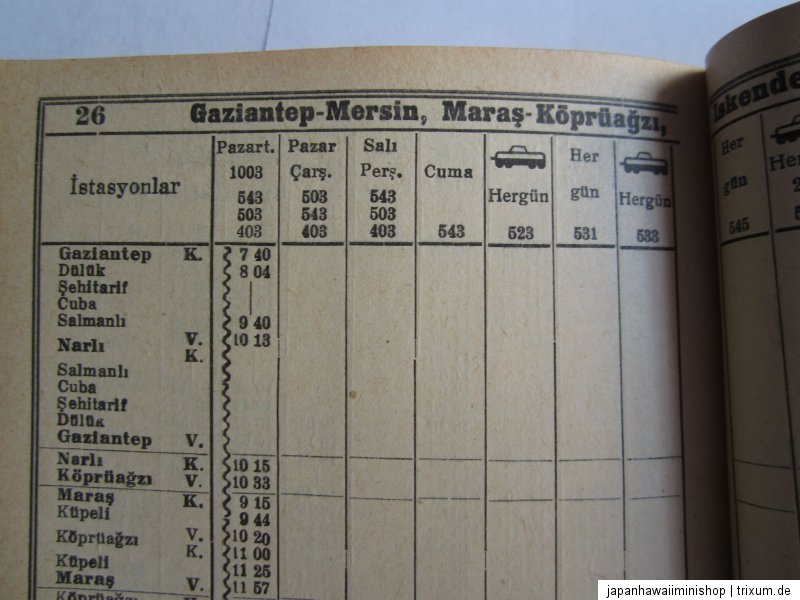 26 Gaziantep-Mersin, Maraş-Köprüağzı,
İstasyonlar
Pazart. Pazar Salı
1003 Çarş. Perş. Cuma Hergün Her gün Hergün
543 503 543
503 543 503
403 403 403 543 523 531 533
Gaziantep K. 7 40
Dülük 8 04
Şehitarif
Cuba
Salmanlı 9 40
Narlı V. 10 13
K.
Salmanlı
Cuba
Şehitarif
Dülük
Gaziantep V.
Narlı K. 10 15
Köprüağzı V. 10 33
Maraş K. 9 15
Küpeli 9 44
Köprüağzı V. 10 20
K. 11 00
Küpeli 11 25
Maraş V. 11 57
Her
gün
545
japanhawaiiminishop | trixum.de